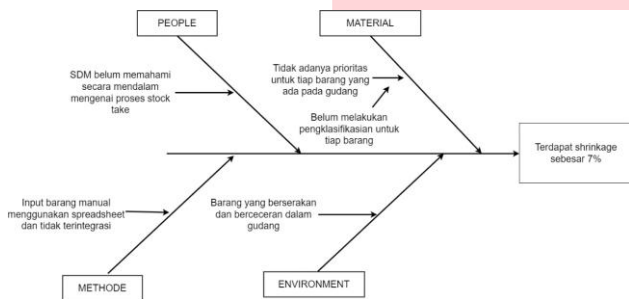 PEOPLE
MATERIAL
SDM belum memahami
secara mendalam
mengenai proses stock
take
Tidak adanya prioritas
untuk tiap barang yang
ada pada gudang
Belum melakukan
pengklasifikasian untuk
tiap barang
Terdapat shrinkage
sebesar 7%
Input barang manual
menggunakan spreadsheet
dan tidak terintegrasi
Barang yang berserakan
dan berceceran dalam
gudang
METHODE
ENVIRONMENT